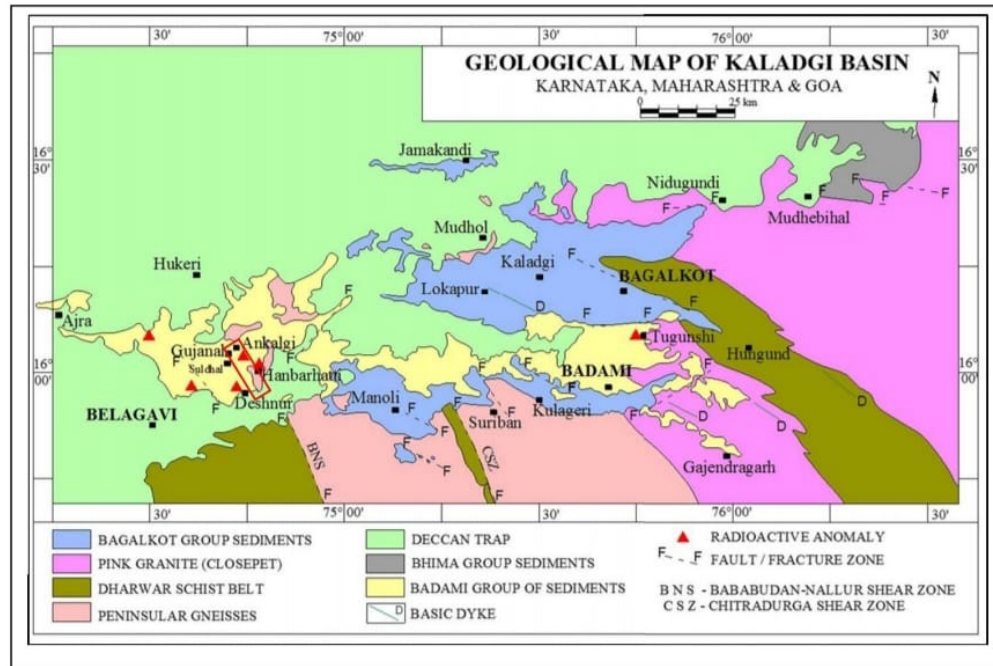 30'
75° 00'
30'
76° 00'
30'
GEOLOGICAL MAP OF KALADGI BASIN
KARNATAKA, MAHARASHTRA & GOA
0 25 km
N
16° 30'
16° 30'
Jamakandi
Nidugundi
F
F
F
F
F
F
Mudhebihal
Mudhol
Hukeri
Kaladgi
F
BAGALKOT
Lokapur
F
F
D
Ajra
F
F
F
Tugunshi
Gujanal
Ankalgi
F
Hungund
Suldhal
F
Hanbarhatti
16° 00'
16° 00'
BADAMI
F
Deshnur
Manoli
F
Kulageri
F
D
D
BELAGAVI
F
F
Suriban
F
F
F
BNS
CSZ
F
F
Gajendragarh
F
F
30'
75° 00'
30'
76° 00'
30'
BAGALKOT GROUP SEDIMENTS
PINK GRANITE (CLOSEPET)
DHARWAR SCHIST BELT
PENINSULAR GNEISSES
DECCAN TRAP
BHIMA GROUP SEDIMENTS
BADAMI GROUP OF SEDIMENTS
D BASIC DYKE
RADIOACTIVE ANOMALY
F F FAULT / FRACTURE ZONE
B N S - BABABUDAN-NALLUR SHEAR ZONE
C S Z - CHITRADURGA SHEAR ZONE